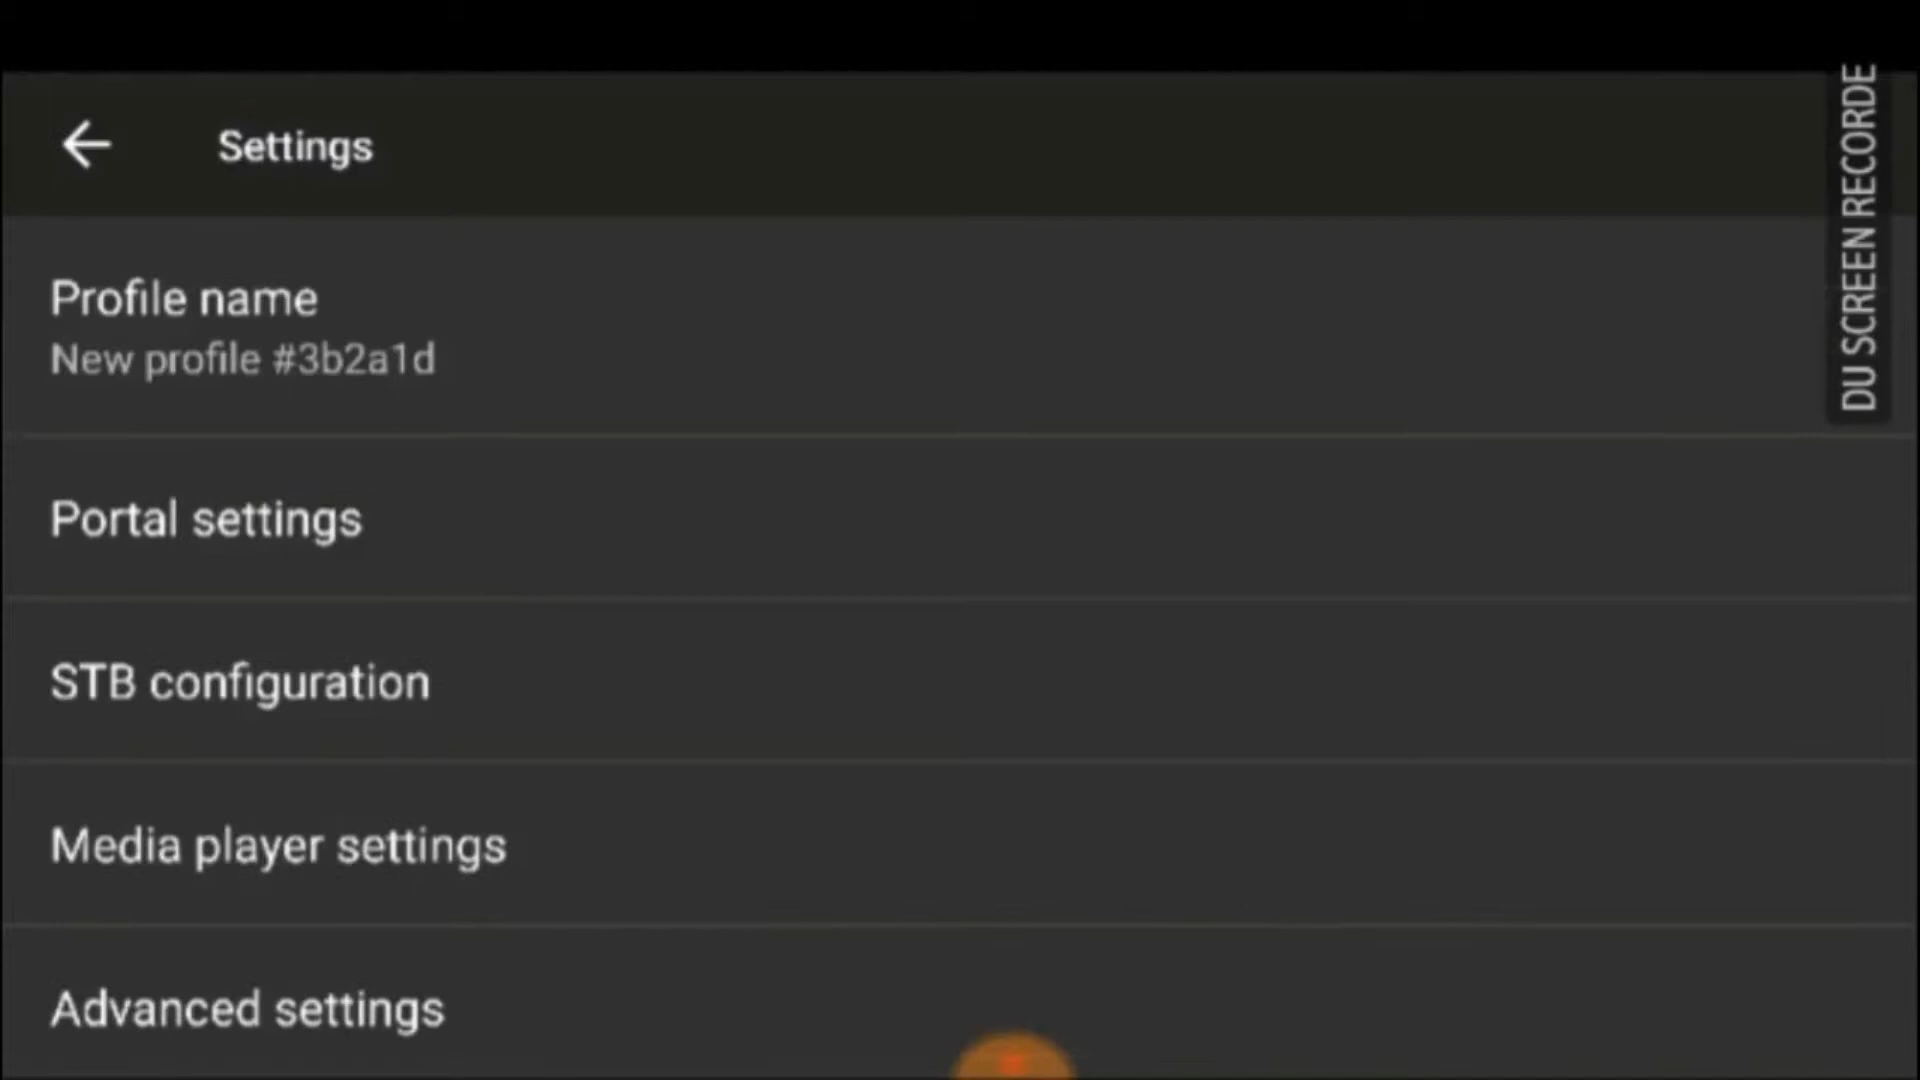 Settings
Profile name
New profile #3b2a1d
Portal settings
STB configuration
Media player settings
Advanced settings
DU SCREEN RECORDE